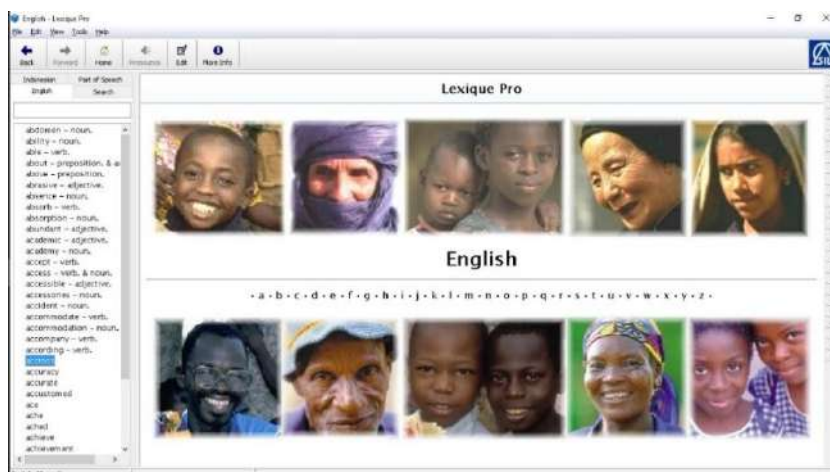 English - Lexique Pro
File Edit View Tools Help
Back Forward Home Pronounce Edit More Info
SIL
Indonesian Part of Speech
English Search
Lexique Pro
abdomen – noun.
ability – noun.
able – verb.
about – preposition. & a
above – preposition.
abrasive – adjective.
absence – noun.
absorb – verb.
absorption – noun.
abundant – adjective.
academic – adjective.
academy – noun.
accept – verb.
access – verb. & noun.
accessible – adjective.
accessories – noun.
accident – noun.
accommodate – verb.
accommodation – noun.
accompany – verb.
according – verb.
accuracy
accurate
accustomed
ace
ache
ached
achieve
achievement
English
· a · b · c · d · e · f · g · h · i · j · k · l · m · n · o · p · q · r · s · t · u · v · w · x · y · z ·